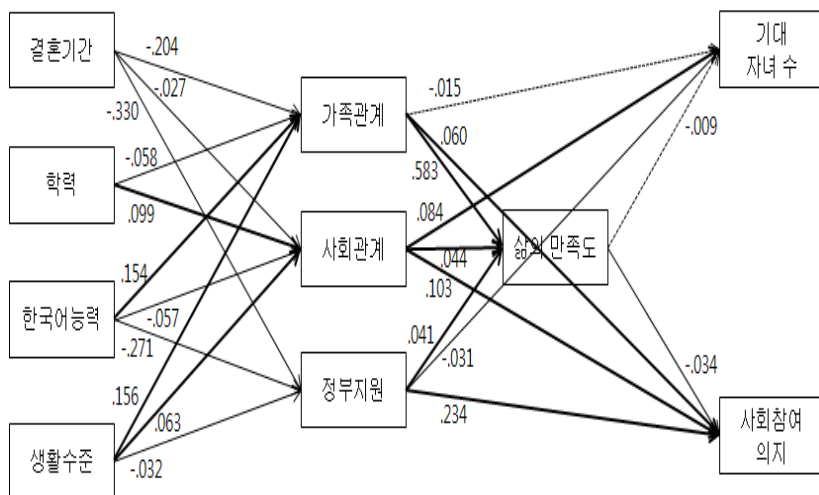 결혼기간
-.204
-.027
-.330
기대
자녀 수
가족관계
-.015
-.009
.060
.583
학력
-.058
.099
사회관계
.084
삶의 만족도
.044
.103
한국어능력
.154
-.057
-.271
정부지원
.041
-.031
.234
-.034
생활수준
.156
.063
-.032
사회참여
의지